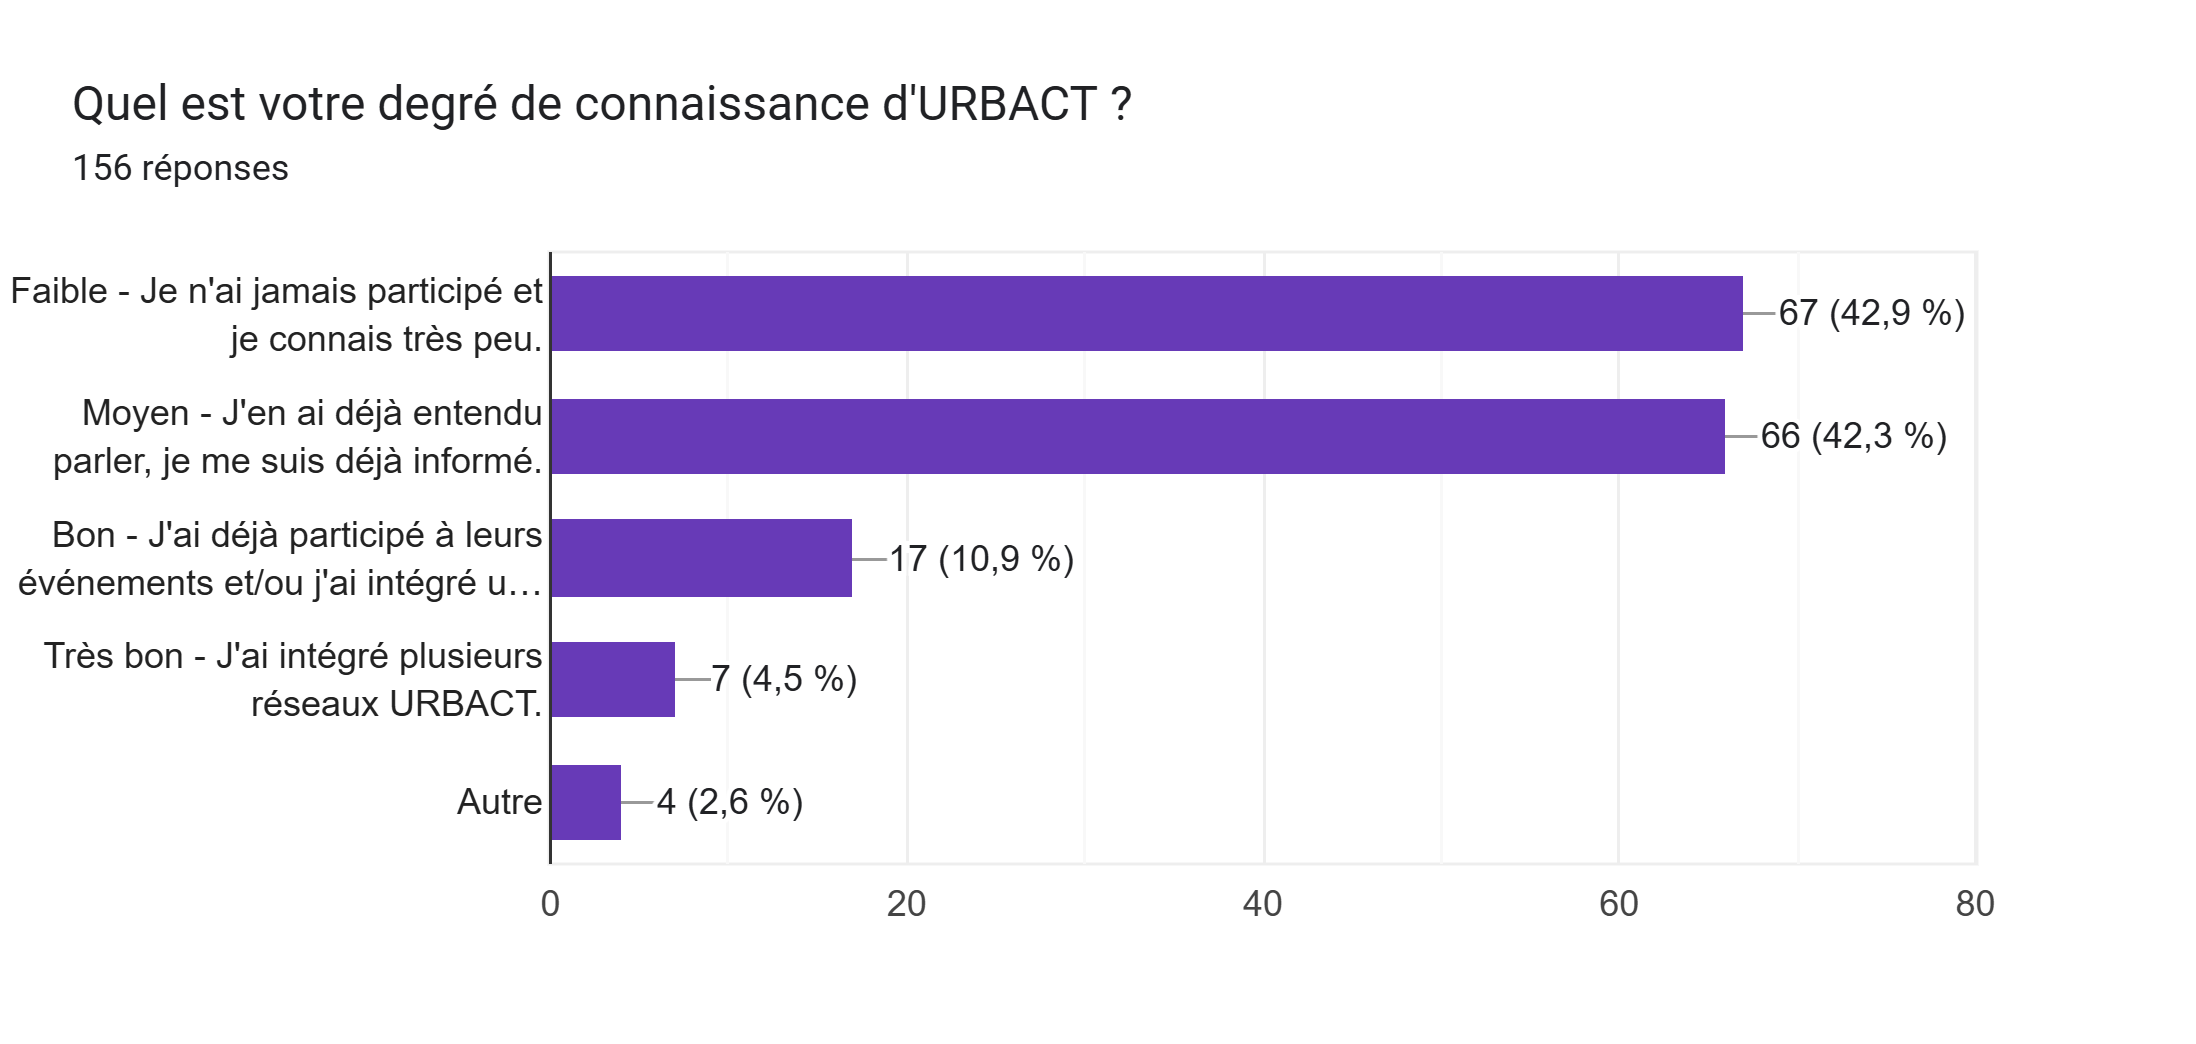 Quel est votre degré de connaissance d'URBACT ?
156 réponses
Faible - Je n'ai jamais participé et
je connais très peu.
67 (42,9 %)
Moyen - J'en ai déjà entendu
parler, je me suis déjà informé.
66 (42,3 %)
Bon - J'ai déjà participé à leurs
événements et/ou j'ai intégré u…
17 (10,9 %)
Très bon - J'ai intégré plusieurs
réseaux URBACT.
7 (4,5 %)
Autre
4 (2,6 %)
0 20 40 60 80